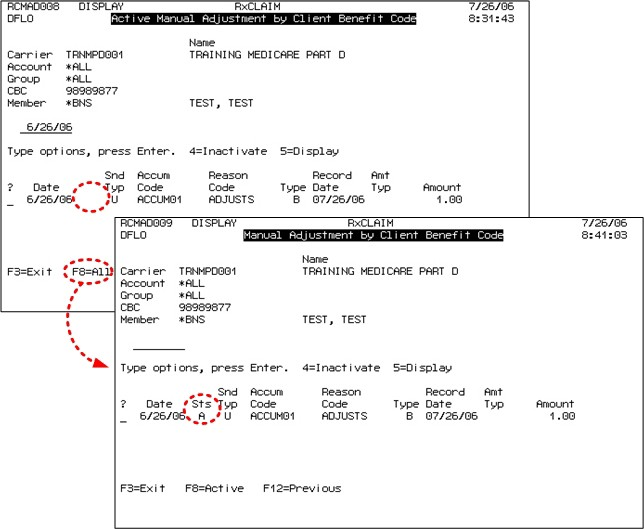 RCMAD008 DISPLAY RxCLAIM 7/26/06
DFLO Active Manual Adjustment by Client Benefit Code 8:31:43
Name
Carrier TRNMPD001 TRAINING MEDICARE PART D
Account *ALL
Group *ALL
CBC 98989877
Member *BNS TEST, TEST
6/26/06
Type options, press Enter. 4=Inactivate 5=Display
Snd Accum Reason Record Amt
? Date Typ Code Code Type Date Typ Amount
_ 6/26/06 U ACCUM01 ADJUSTS B 07/26/06 1.00
F3=Exit F8=All
RCMAD009 DISPLAY RxCLAIM 7/26/06
DFLO Manual Adjustment by Client Benefit Code 8:41:03
Name
Carrier TRNMPD001 TRAINING MEDICARE PART D
Account *ALL
Group *ALL
CBC 98989877
Member *BNS TEST, TEST
Type options, press Enter. 4=Inactivate 5=Display
Snd Accum Reason Record Amt
? Date Sts Typ Code Code Type Date Typ Amount
_ 6/26/06 A U ACCUM01 ADJUSTS B 07/26/06 1.00
F3=Exit F8=Active F12=Previous